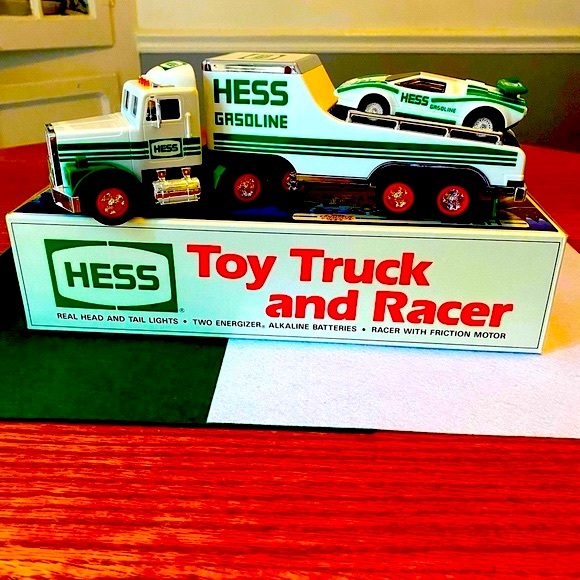 HESS
GASOLINE
HESS GASOLINE
HESS
HESS®
Toy Truck
and Racer
REAL HEAD AND TAIL LIGHTS • TWO ENERGIZER® ALKALINE BATTERIES • RACER WITH FRICTION MOTOR